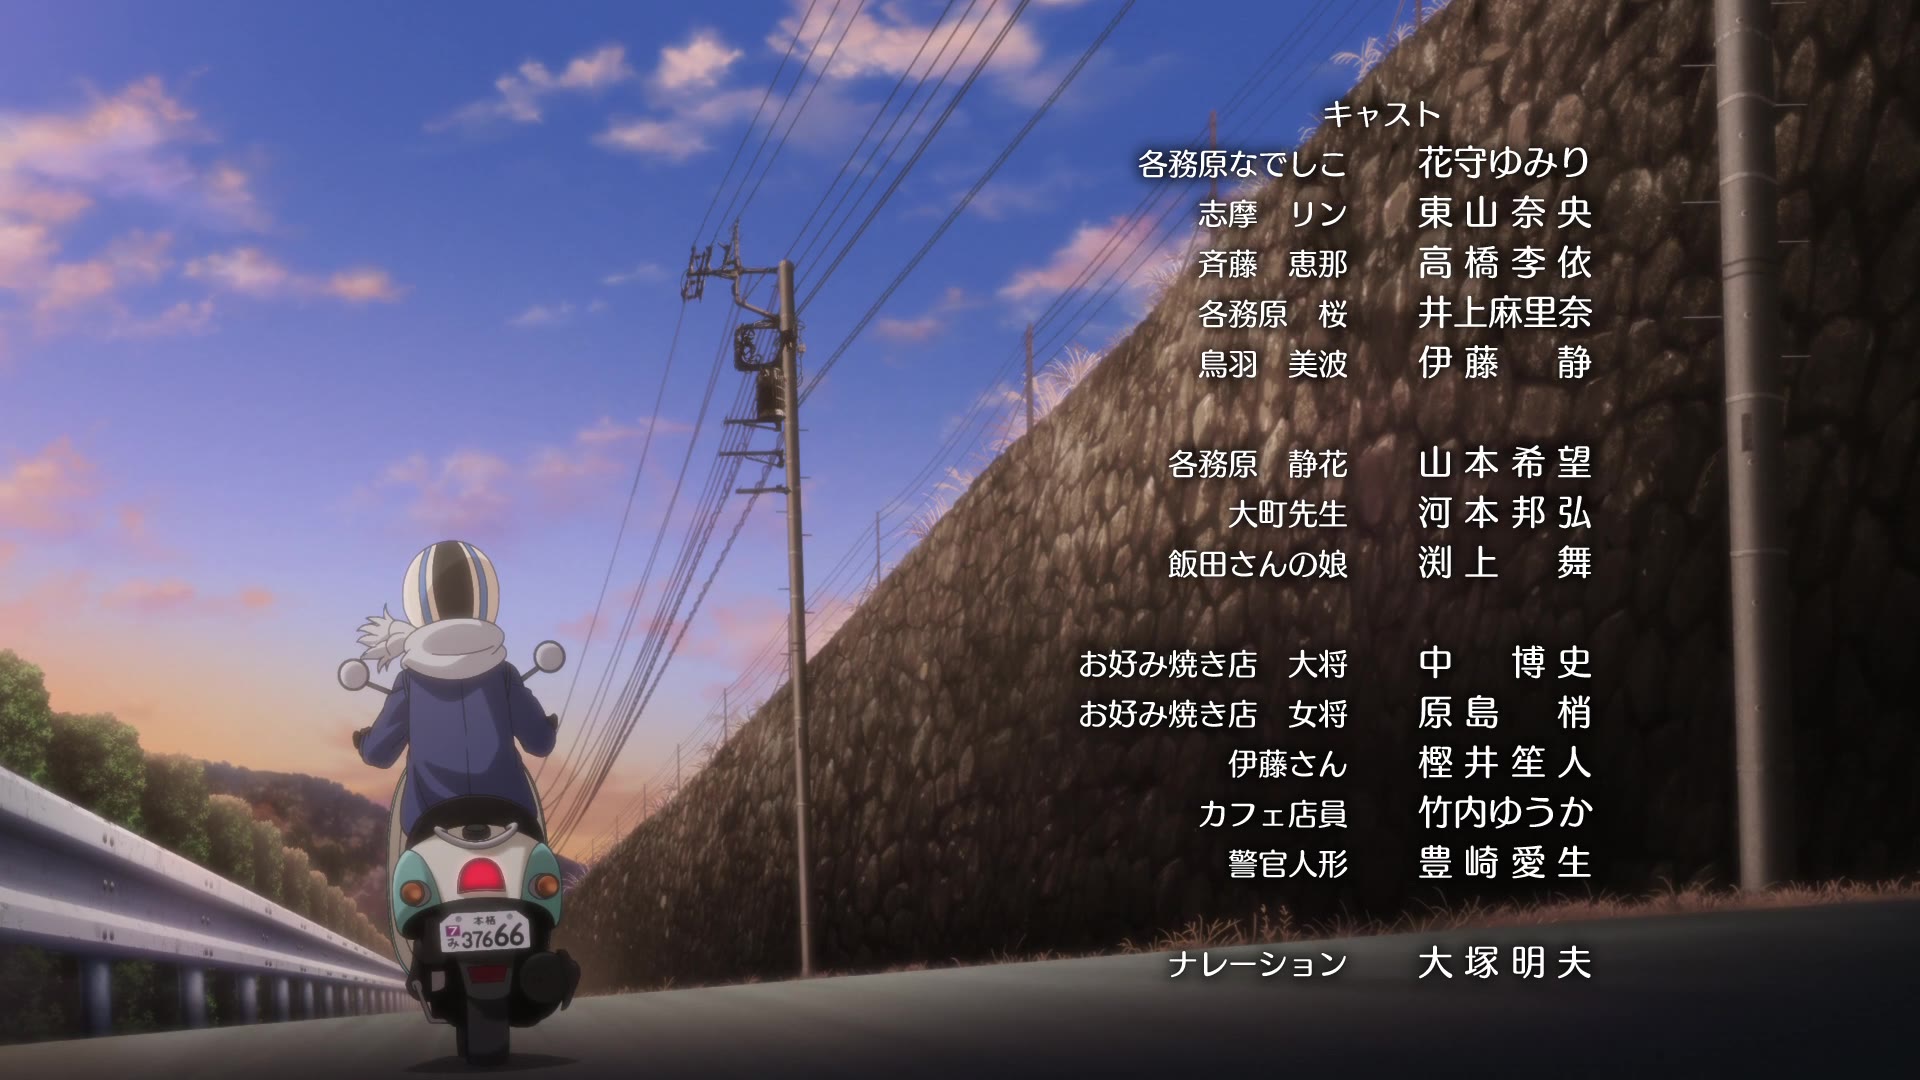 キャスト
各務原なでしこ　花守ゆみり
志摩　リン　東山奈央
斉藤　恵那　高橋李依
各務原　桜　井上麻里奈
鳥羽　美波　伊藤　静
各務原　静花　山本希望
大町先生　河本邦弘
飯田さんの娘　渕上　舞
お好み焼き店　大将　中　博史
お好み焼き店　女将　原島　梢
伊藤さん　樫井笙人
カフェ店員　竹内ゆうか
警官人形　豊崎愛生
本栖
7
み 37666
ナレーション　大塚明夫